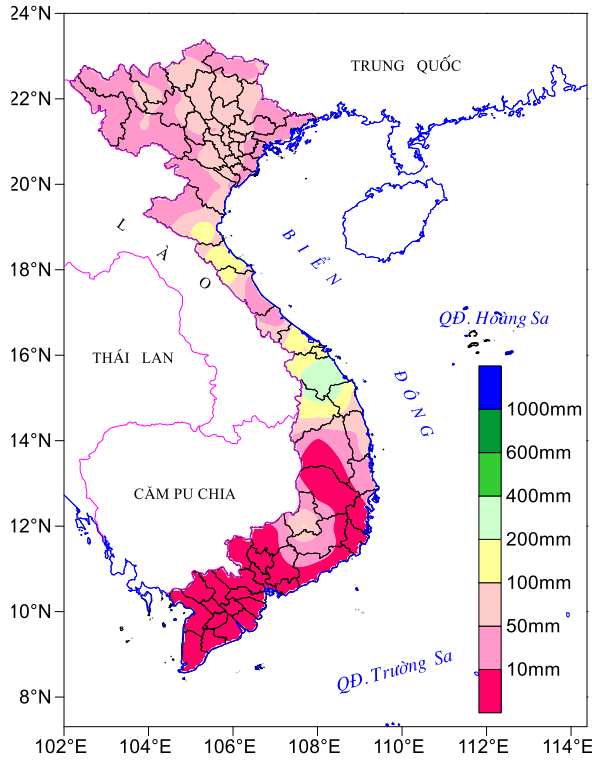 24°N
TRUNG QUỐC
22°N
20°N
LÀO
BIỂN
18°N
QĐ. Hoàng Sa
THÁI LAN
16°N
ĐÔNG
1000mm
14°N
600mm
CĂM PU CHIA
400mm
12°N
200mm
100mm
10°N
50mm
QĐ. Trường Sa
10mm
8°N
102°E 104°E 106°E 108°E 110°E 112°E 114°E